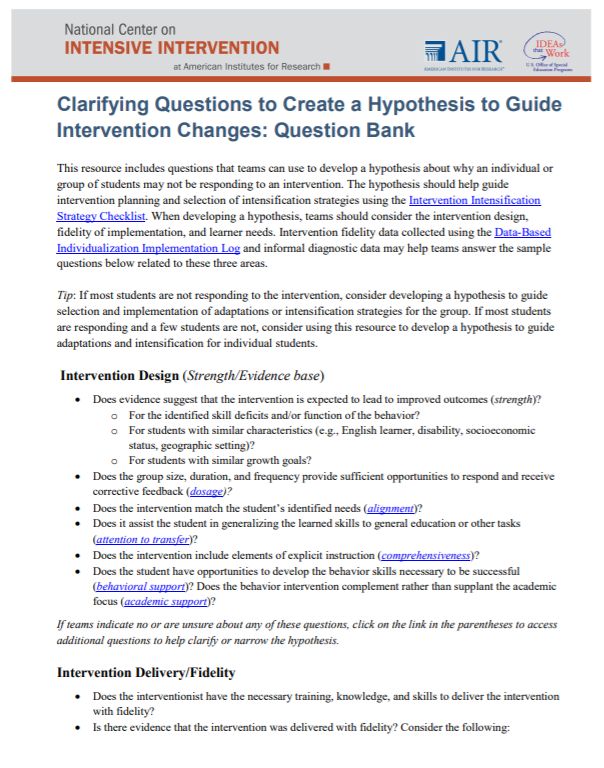 National Center on
INTENSIVE INTERVENTION
at American Institutes for Research
AIR®
AMERICAN INSTITUTES FOR RESEARCH®
IDEAs
that Work
U.S. Office of Special
Education Programs
Clarifying Questions to Create a Hypothesis to Guide
Intervention Changes: Question Bank
This resource includes questions that teams can use to develop a hypothesis about why an individual or
group of students may not be responding to an intervention. The hypothesis should help guide
intervention planning and selection of intensification strategies using the Intervention Intensification
Strategy Checklist. When developing a hypothesis, teams should consider the intervention design,
fidelity of implementation, and learner needs. Intervention fidelity data collected using the Data-Based
Individualization Implementation Log and informal diagnostic data may help teams answer the sample
questions below related to these three areas.
Tip: If most students are not responding to the intervention, consider developing a hypothesis to guide
selection and implementation of adaptations or intensification strategies for the group. If most students
are responding and a few students are not, consider using this resource to develop a hypothesis to guide
adaptations and intensification for individual students.
Intervention Design (Strength/Evidence base)
• Does evidence suggest that the intervention is expected to lead to improved outcomes (strength)?
o For the identified skill deficits and/or function of the behavior?
o For students with similar characteristics (e.g., English learner, disability, socioeconomic
status, geographic setting)?
o For students with similar growth goals?
• Does the group size, duration, and frequency provide sufficient opportunities to respond and receive
corrective feedback (dosage)?
• Does the intervention match the student's identified needs (alignment)?
• Does it assist the student in generalizing the learned skills to general education or other tasks
(attention to transfer)?
• Does the intervention include elements of explicit instruction (comprehensiveness)?
• Does the student have opportunities to develop the behavior skills necessary to be successful
(behavioral support)? Does the behavior intervention complement rather than supplant the academic
focus (academic support)?
If teams indicate no or are unsure about any of these questions, click on the link in the parentheses to access
additional questions to help clarify or narrow the hypothesis.
Intervention Delivery/Fidelity
• Does the interventionist have the necessary training, knowledge, and skills to deliver the intervention
with fidelity?
• Is there evidence that the intervention was delivered with fidelity? Consider the following: